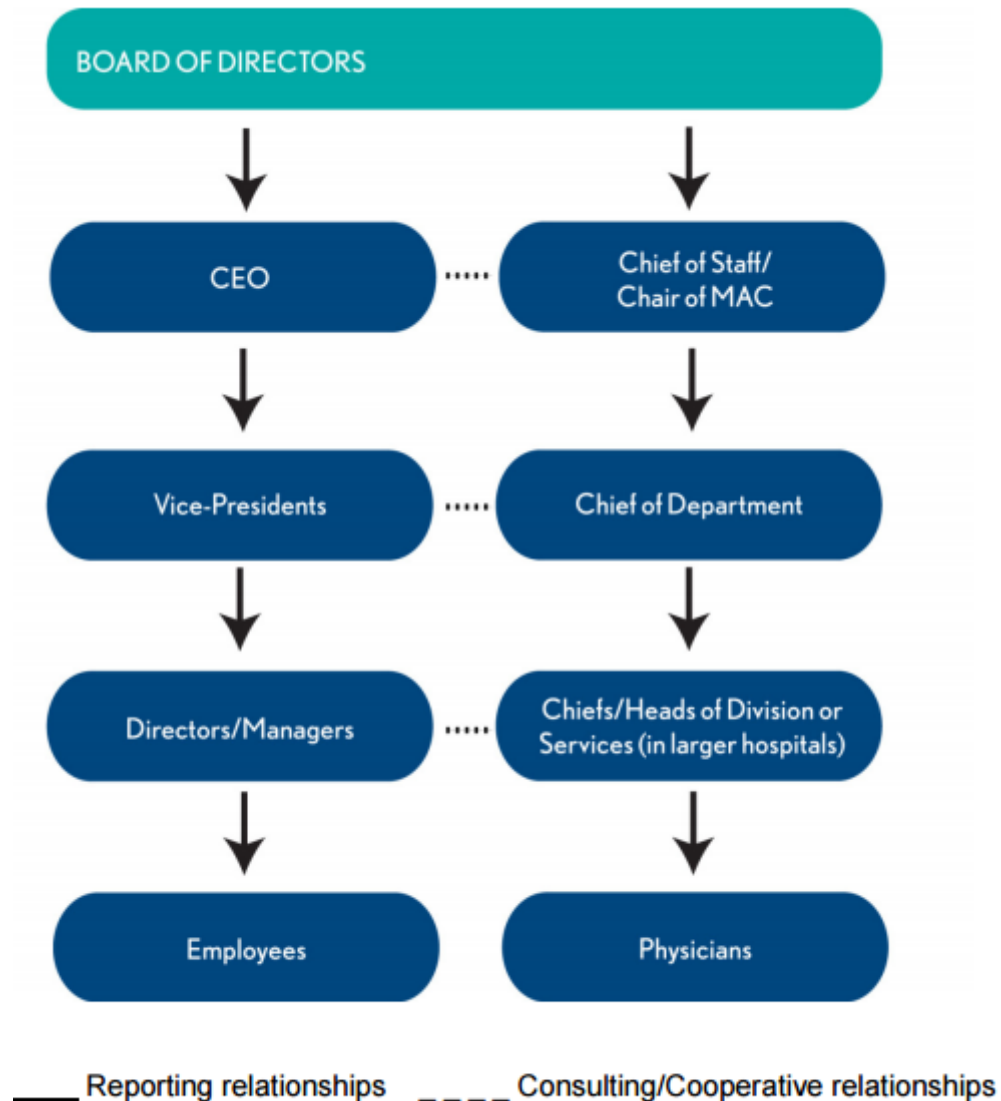 BOARD OF DIRECTORS
CEO
Chief of Staff/
Chair of MAC
Vice-Presidents
Chief of Department
Directors/Managers
Chiefs/Heads of Division or
Services (in larger hospitals)
Employees
Physicians
Reporting relationships
Consulting/Cooperative relationships